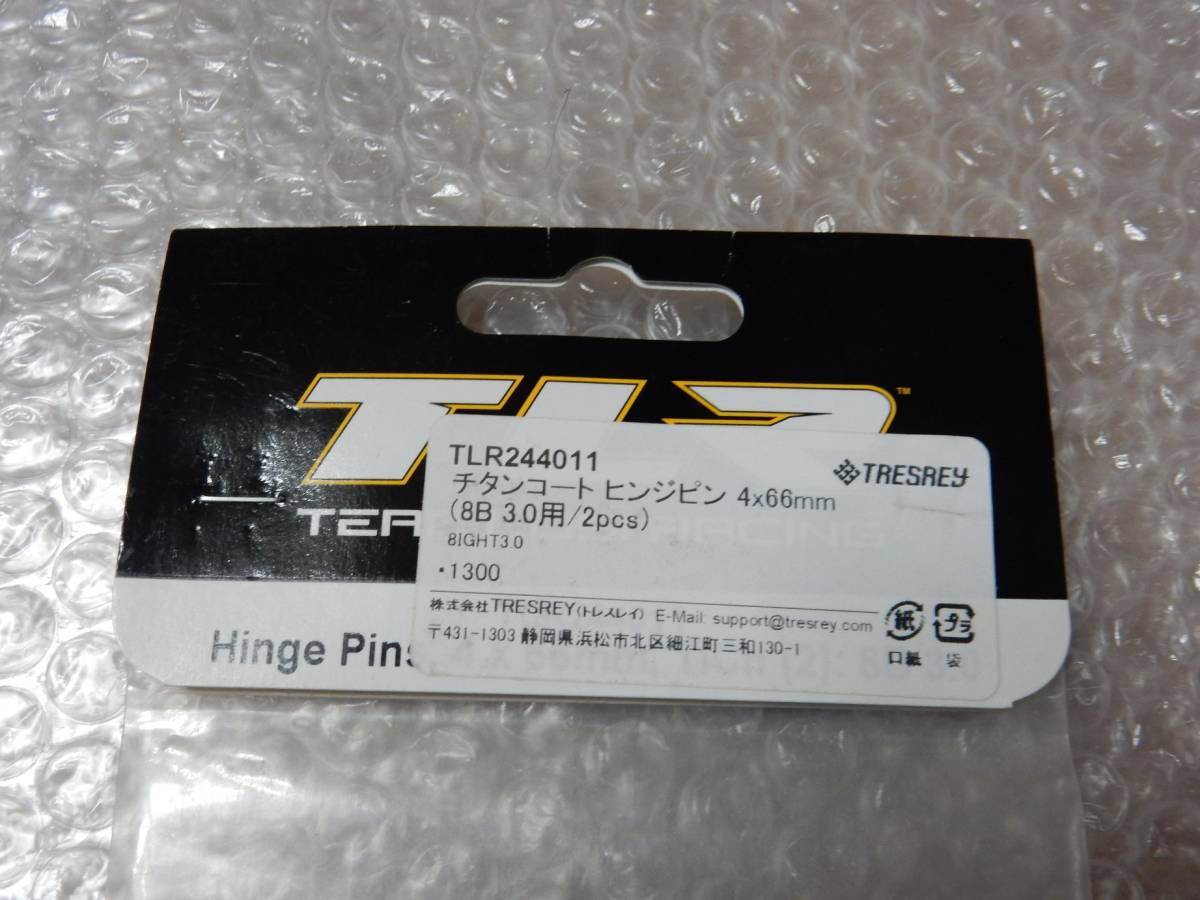 TLR™
TLR244011
TRESREY
チタンコート ヒンジピン 4x66mm
(8B 3.0用/2pcs)
8IGHT3.0
・1300
株式会社TRESREY(トレスレイ) E-Mail: support@tresrey.com
〒431-1303 静岡県浜松市北区細江町三和130-1
紙 プラ
口紙 袋
Hinge Pins